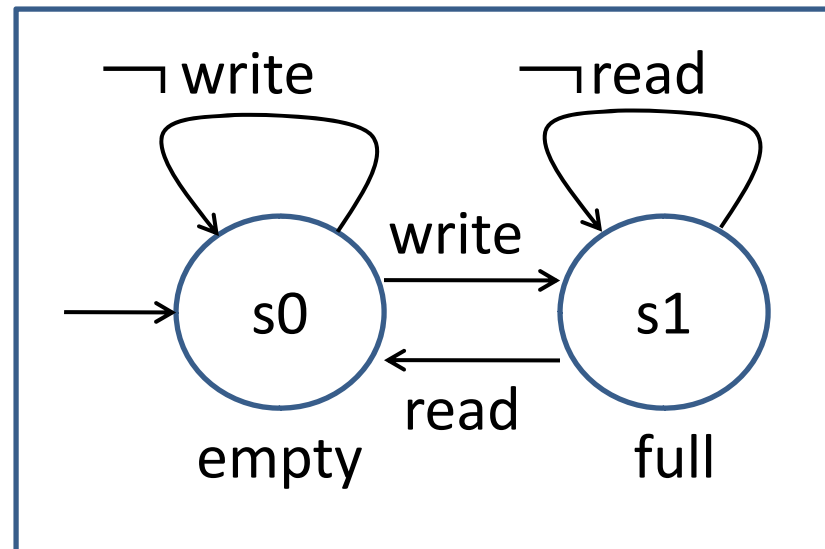 ¬write ¬read
write
s0 s1
read
empty full